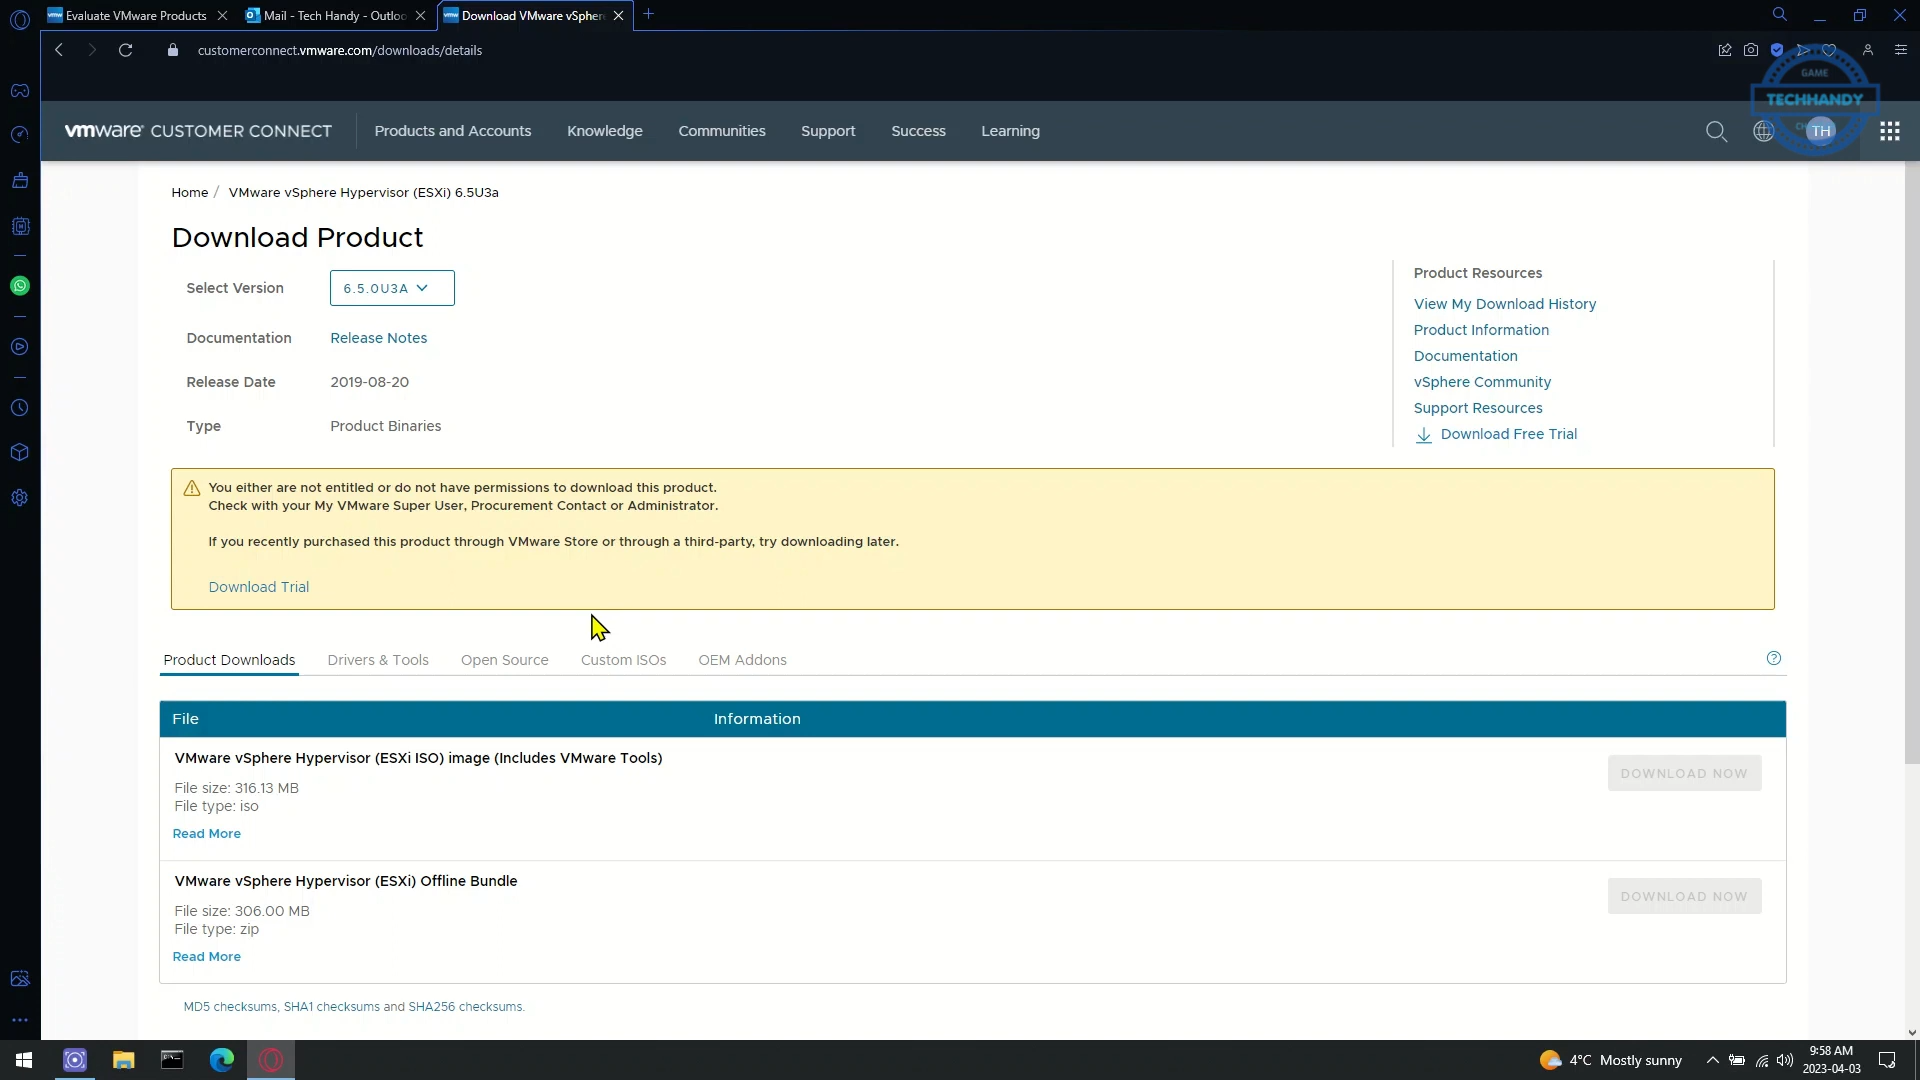 Evaluate VMware Products
Mail - Tech Handy - Outlo
Download VMware vSphere
customerconnect.vmware.com/downloads/details
GAME
TECHHANDY
vmware CUSTOMER CONNECT
Products and Accounts
Knowledge
Communities
Support
Success
Learning
TH
Home / VMware vSphere Hypervisor (ESXi) 6.5U3a
Download Product
Select Version
6.5.0U3A
Documentation
Release Notes
Release Date
2019-08-20
Type
Product Binaries
Product Resources
View My Download History
Product Information
Documentation
vSphere Community
Support Resources
Download Free Trial
You either are not entitled or do not have permissions to download this product.
Check with your My VMware Super User, Procurement Contact or Administrator.
If you recently purchased this product through VMware Store or through a third-party, try downloading later.
Download Trial
Product Downloads
Drivers & Tools
Open Source
Custom ISOs
OEM Addons
File
Information
VMware vSphere Hypervisor (ESXi ISO) image (Includes VMware Tools)
File size: 316.13 MB
File type: iso
Read More
DOWNLOAD NOW
VMware vSphere Hypervisor (ESXi) Offline Bundle
File size: 306.00 MB
File type: zip
Read More
DOWNLOAD NOW
MD5 checksums, SHA1 checksums and SHA256 checksums.
4°C Mostly sunny
9:58 AM
2023-04-03